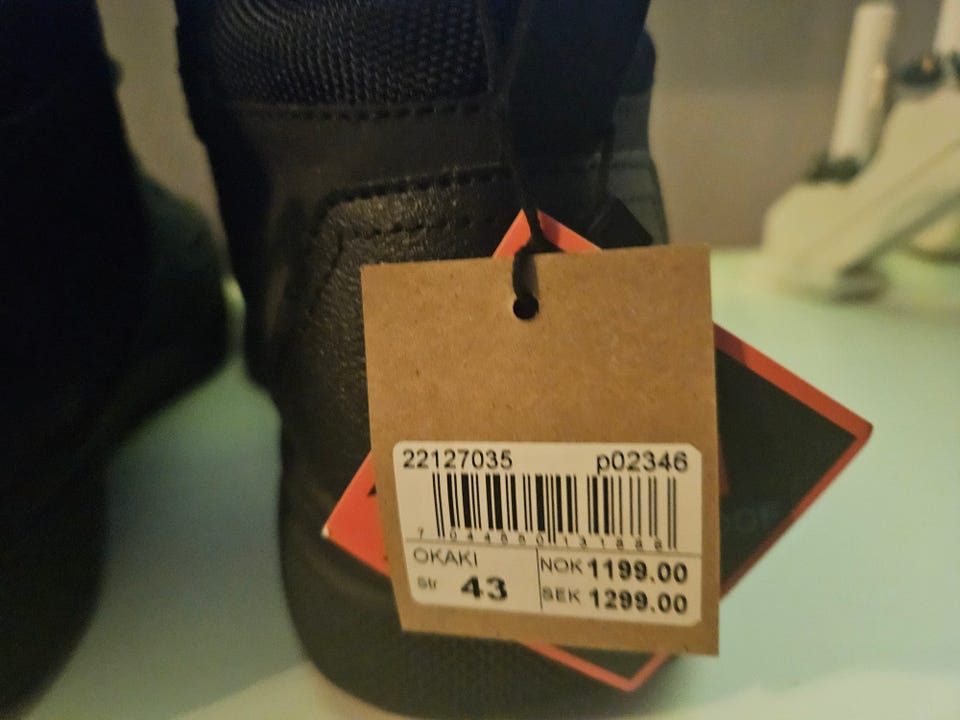 22127035 p02346
OKAKI
Str 43
NOK 1199.00
SEK 1299.00